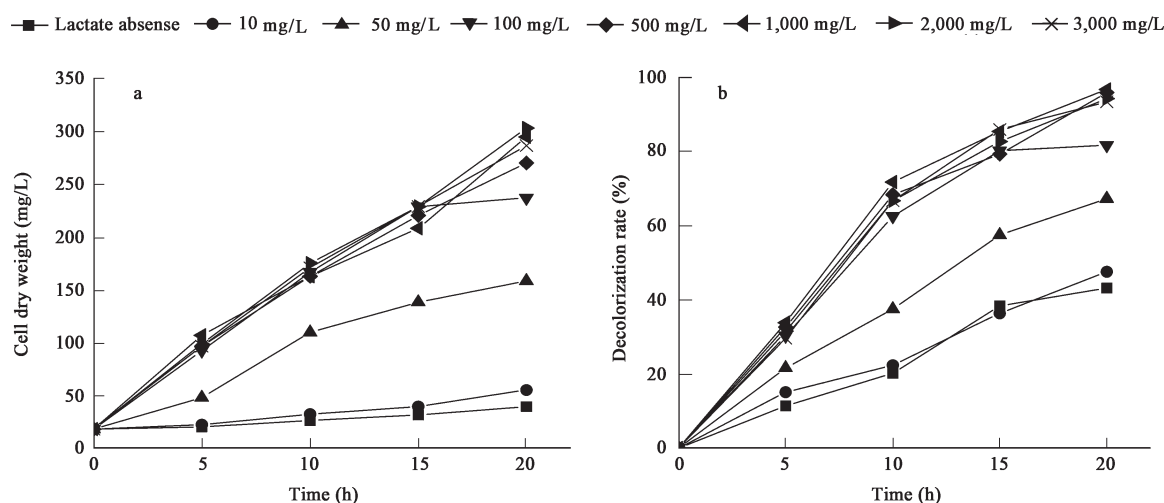 Lactate absense 10 mg/L 50 mg/L 100 mg/L 500 mg/L 1,000 mg/L 2,000 mg/L 3,000 mg/L
a
350
300
250
200
150
100
50
0
Cell dry weight (mg/L)
0 5 10 15 20
Time (h)
b
100
80
60
40
20
0
Decolorization rate (%)
0 5 10 15 20
Time (h)